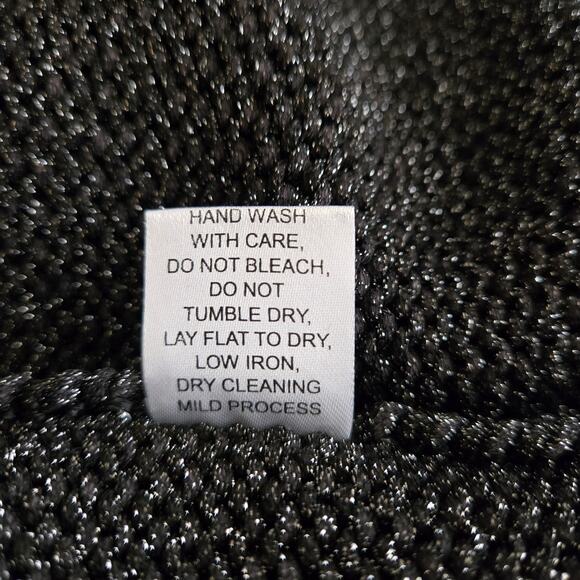 HAND WASH
WITH CARE,
DO NOT BLEACH,
DO NOT
TUMBLE DRY,
LAY FLAT TO DRY,
LOW IRON,
DRY CLEANING
MILD PROCESS